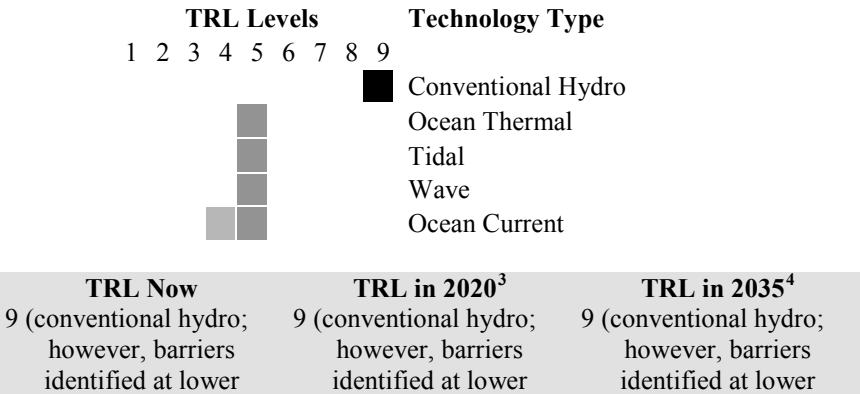 TRL Levels Technology Type
1 2 3 4 5 6 7 8 9
Conventional Hydro
Ocean Thermal
Tidal
Wave
Ocean Current
TRL Now TRL in 2020³ TRL in 2035⁴
9 (conventional hydro; 9 (conventional hydro; 9 (conventional hydro;
however, barriers however, barriers however, barriers
identified at lower identified at lower identified at lower